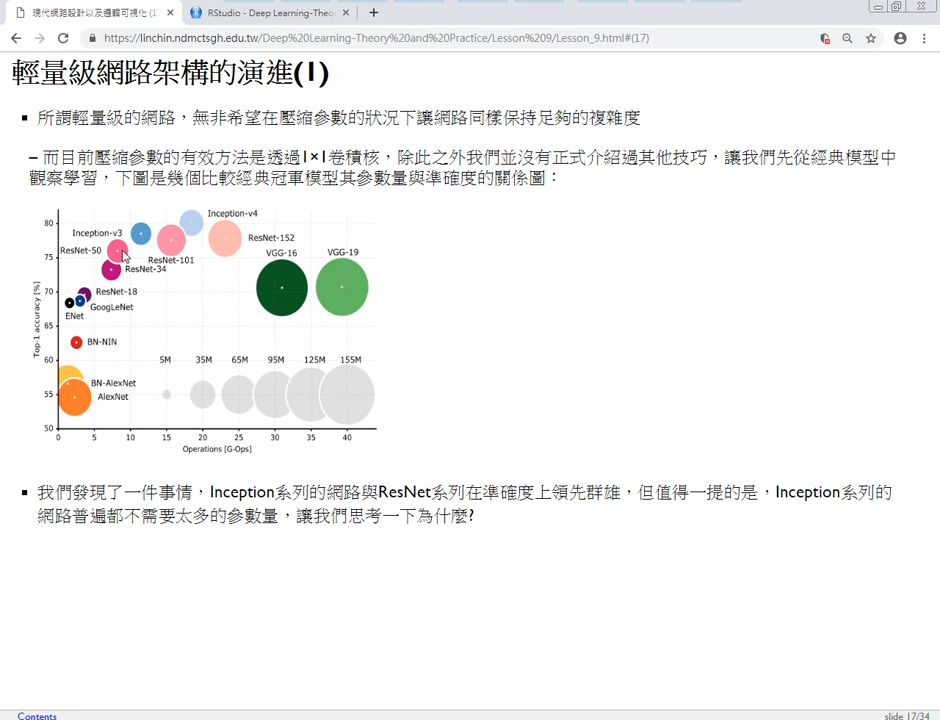 現代網路設計以及邏輯可視化 (17
RStudio - Deep Learning-Theor
https://linchin.ndmctsgh.edu.tw/Deep%20Learning-Theory%20and%20Practice/Lesson%209/Lesson_9.html#(17)
輕量級網路架構的演進(1)
所謂輕量級的網路，無非希望在壓縮參數的狀況下讓網路同樣保持足夠的複雜度
– 而目前壓縮參數的有效方法是透過1×1卷積核，除此之外我們並沒有正式介紹過其他技巧，讓我們先從經典模型中
觀察學習，下圖是幾個比較經典冠軍模型其參數量與準確度的關係圖：
Inception-v4
Inception-v3
ResNet-50
ResNet-152
ResNet-101
VGG-16
VGG-19
ResNet-34
ResNet-18
GoogLeNet
ENet
BN-NIN
BN-AlexNet
AlexNet
5M 35M 65M 95M 125M 155M
80
75
70
65
60
55
50
Top-1 accuracy [%]
0 5 10 15 20 25 30 35 40
Operations [G-Ops]
我們發現了一件事情，Inception系列的網路與ResNet系列在準確度上領先群雄，但值得一提的是，Inception系列的
網路普遍都不需要太多的參數量，讓我們思考一下為什麼?
Contents
slide 17/34